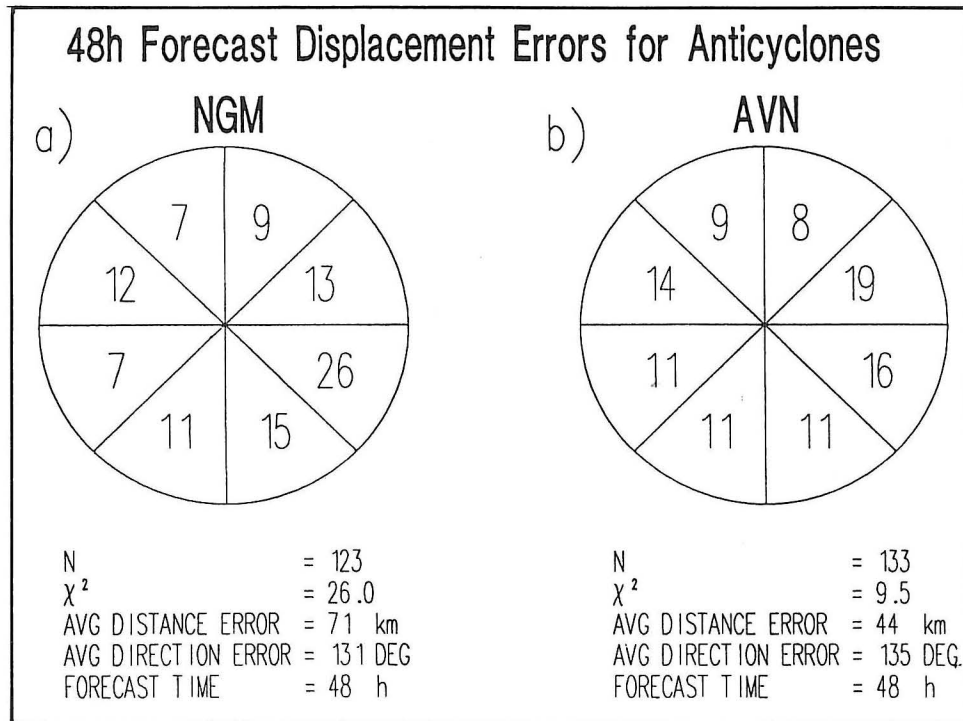 48h Forecast Displacement Errors for Anticyclones
a) NGM
7 9
12 13
7 26
11 15
N = 123
χ² = 26.0
AVG DISTANCE ERROR = 71 km
AVG DIRECTION ERROR = 131 DEG
FORECAST TIME = 48 h
b) AVN
9 8
14 19
11 16
11 11
N = 133
χ² = 9.5
AVG DISTANCE ERROR = 44 km
AVG DIRECTION ERROR = 135 DEG.
FORECAST TIME = 48 h